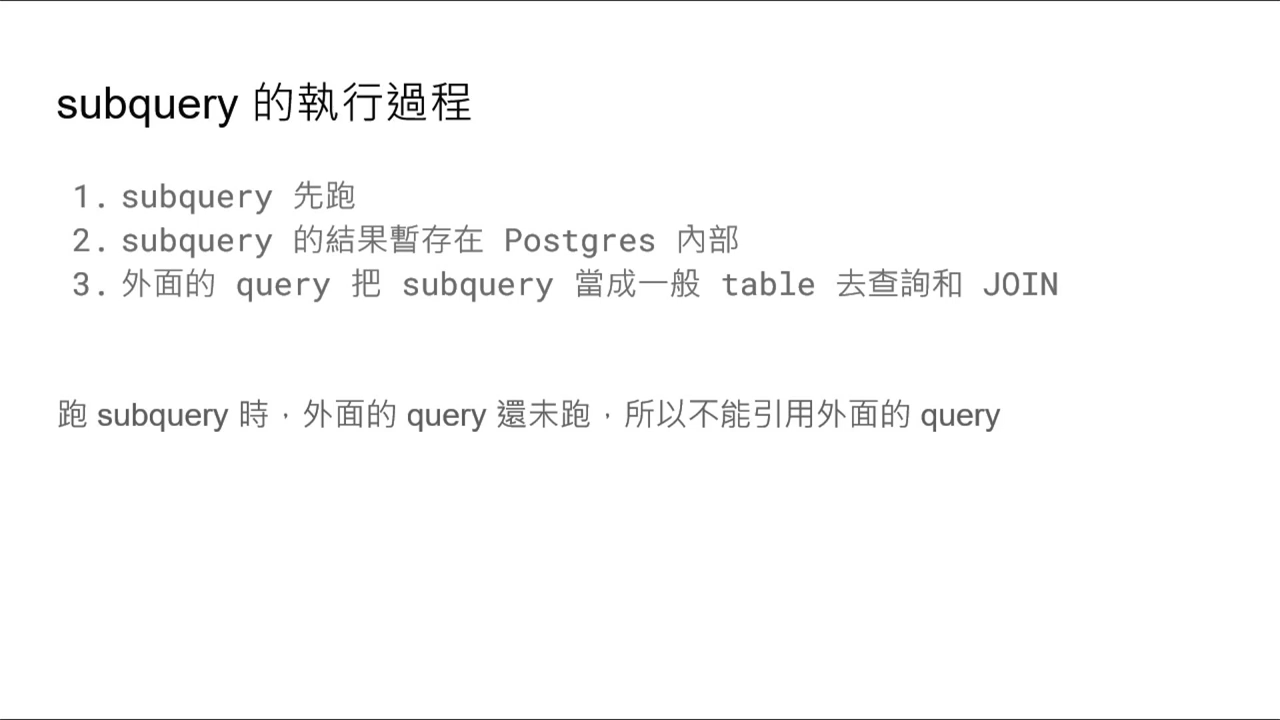 subquery 的執行過程
1. subquery 先跑
2. subquery 的結果暫存在 Postgres 內部
3. 外面的 query 把 subquery 當成一般 table 去查詢和 JOIN
跑 subquery 時，外面的 query 還未跑，所以不能引用外面的 query